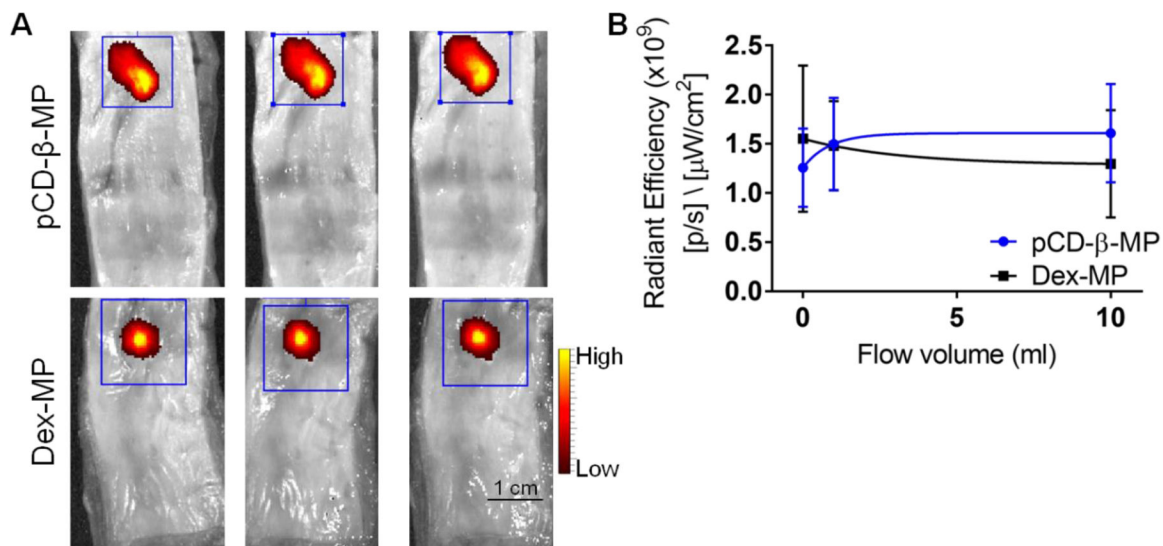 A
pCD-β-MP
Dex-MP
High
Low
1 cm
B
Radiant Efficiency (x10⁹)
[p/s] \ [μW/cm²]
2.5
2.0
1.5
1.0
0.5
0.0
0
5
10
Flow volume (ml)
pCD-β-MP
Dex-MP